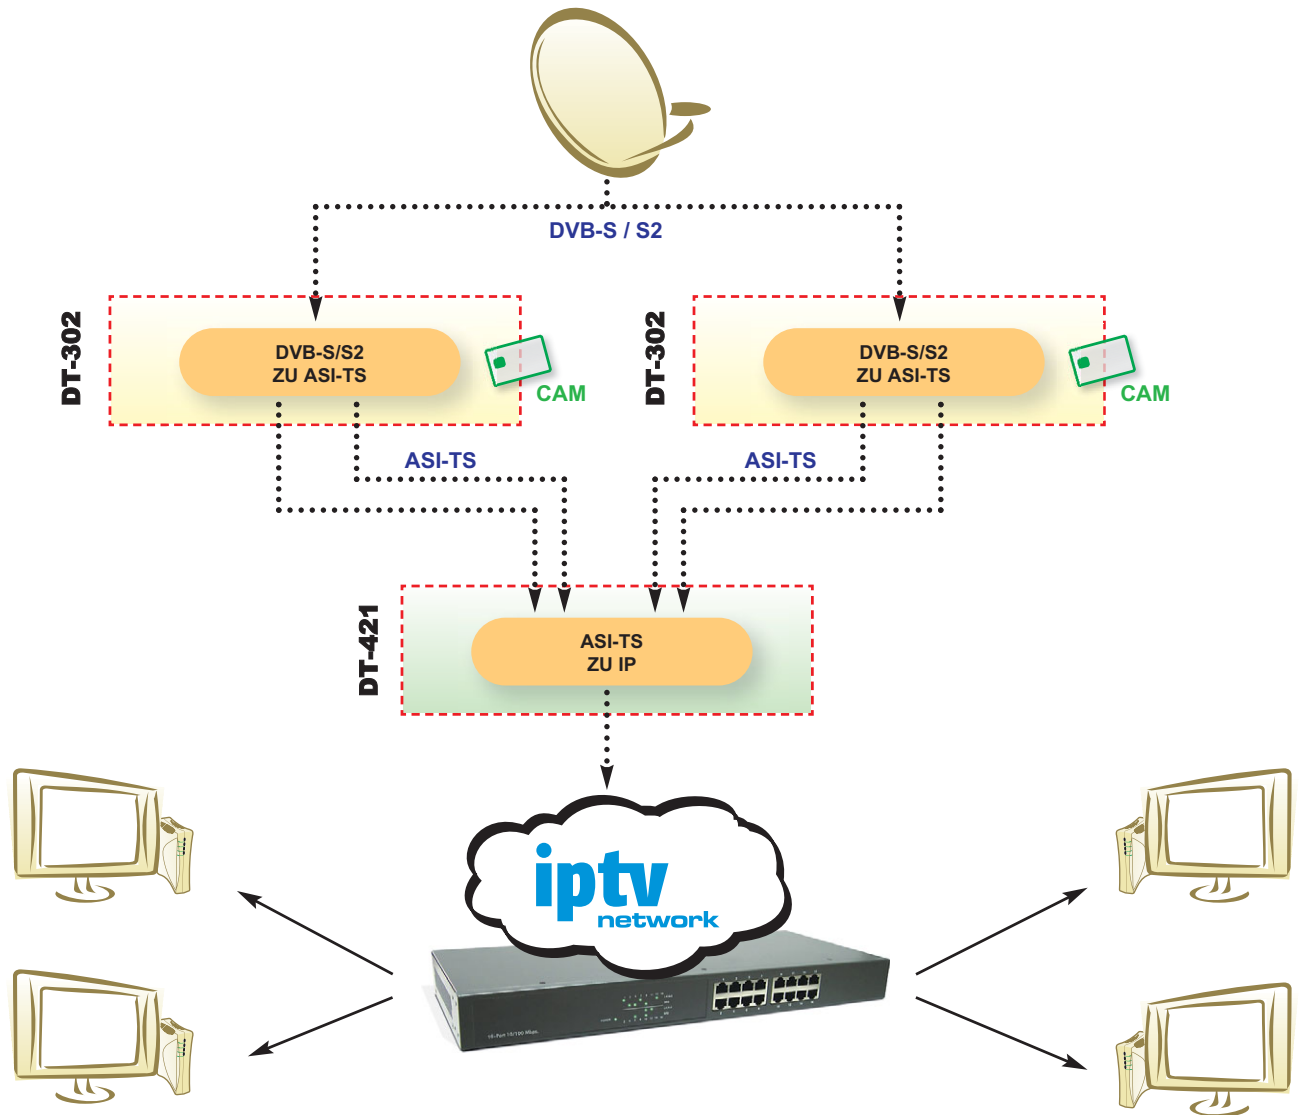 DVB-S / S2
DT-302
DVB-S/S2
ZU ASI-TS
CAM
DT-302
DVB-S/S2
ZU ASI-TS
CAM
ASI-TS
ASI-TS
DT-421
ASI-TS
ZU IP
iptv
network